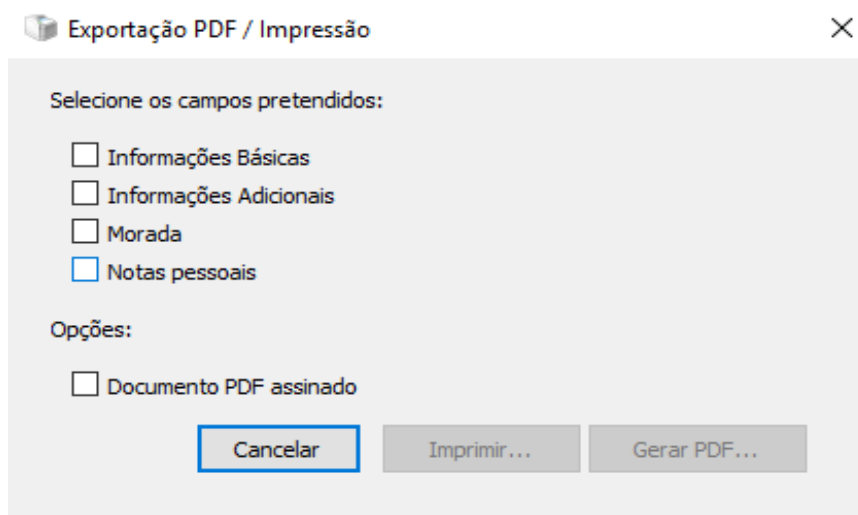 Exportação PDF / Impressão
Selecione os campos pretendidos:
Informações Básicas
Informações Adicionais
Morada
Notas pessoais
Opções:
Documento PDF assinado
Cancelar Imprimir... Gerar PDF...